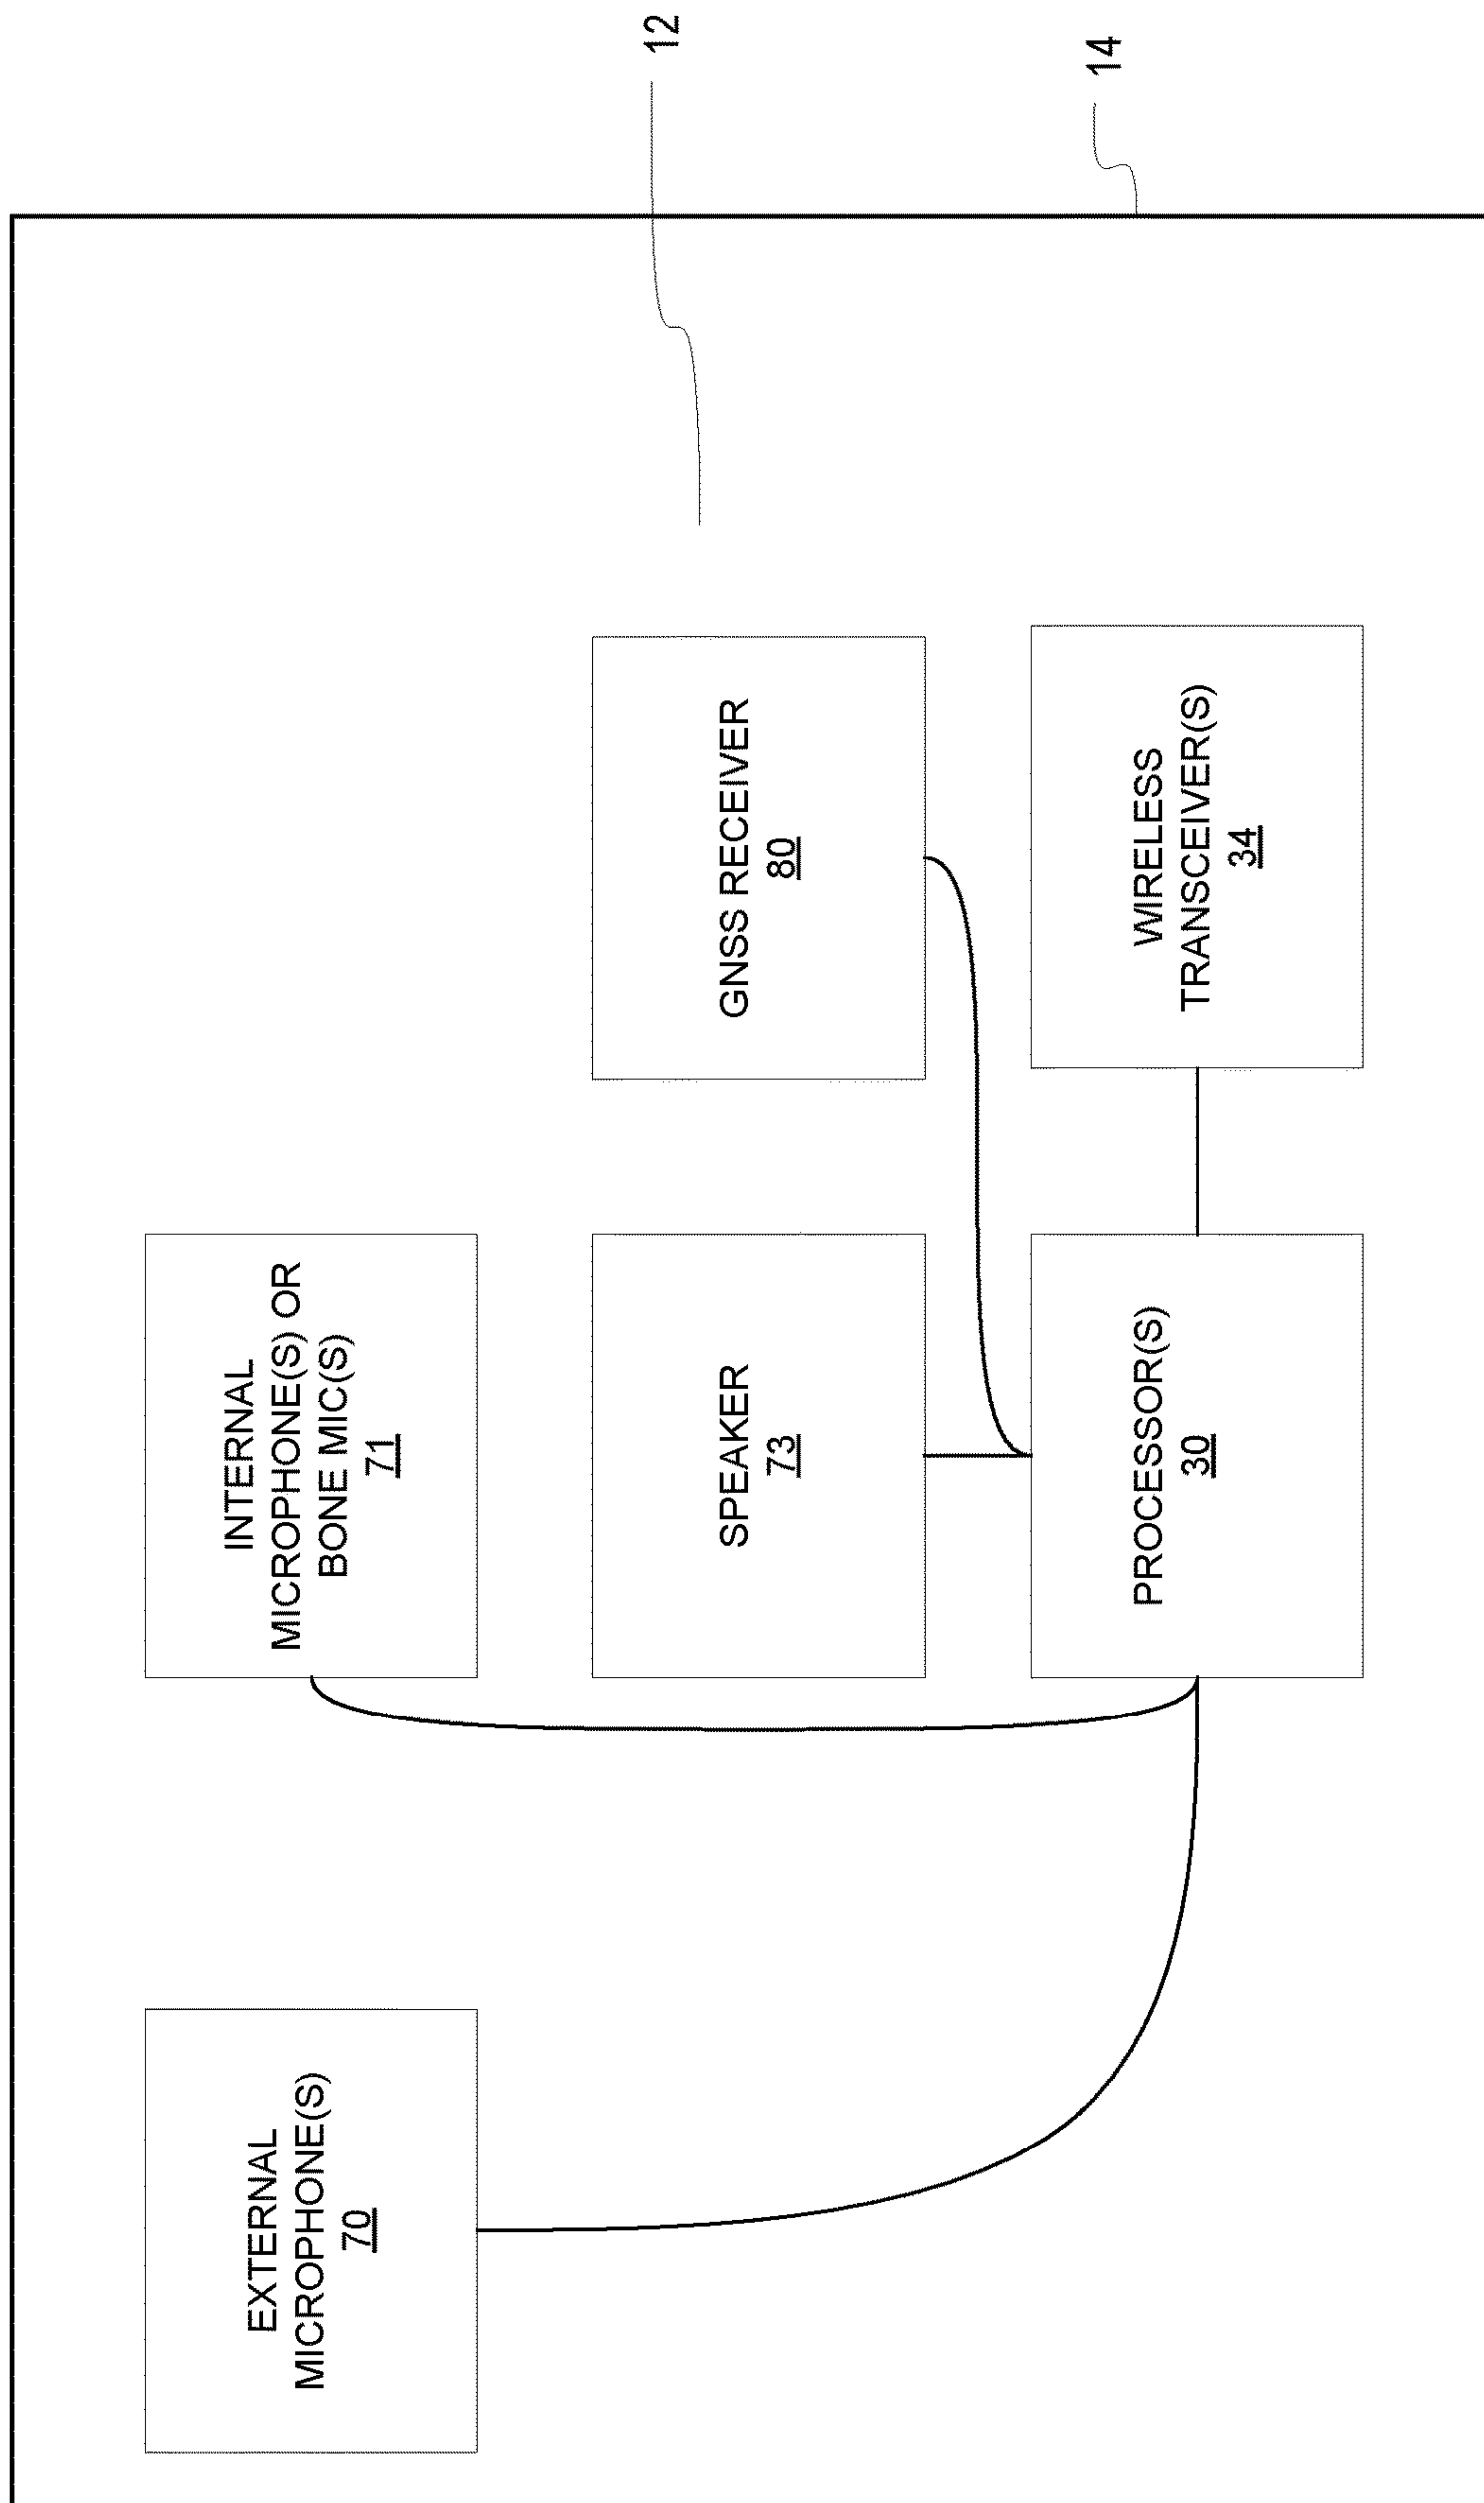 EXTERNAL
MICROPHONE(S)
70
INTERNAL
MICROPHONE(S) OR
BONE MIC(S)
71
SPEAKER
73
GNSS RECEIVER
80
12
PROCESSOR(S)
30
WIRELESS
TRANSCEIVER(S)
34
14